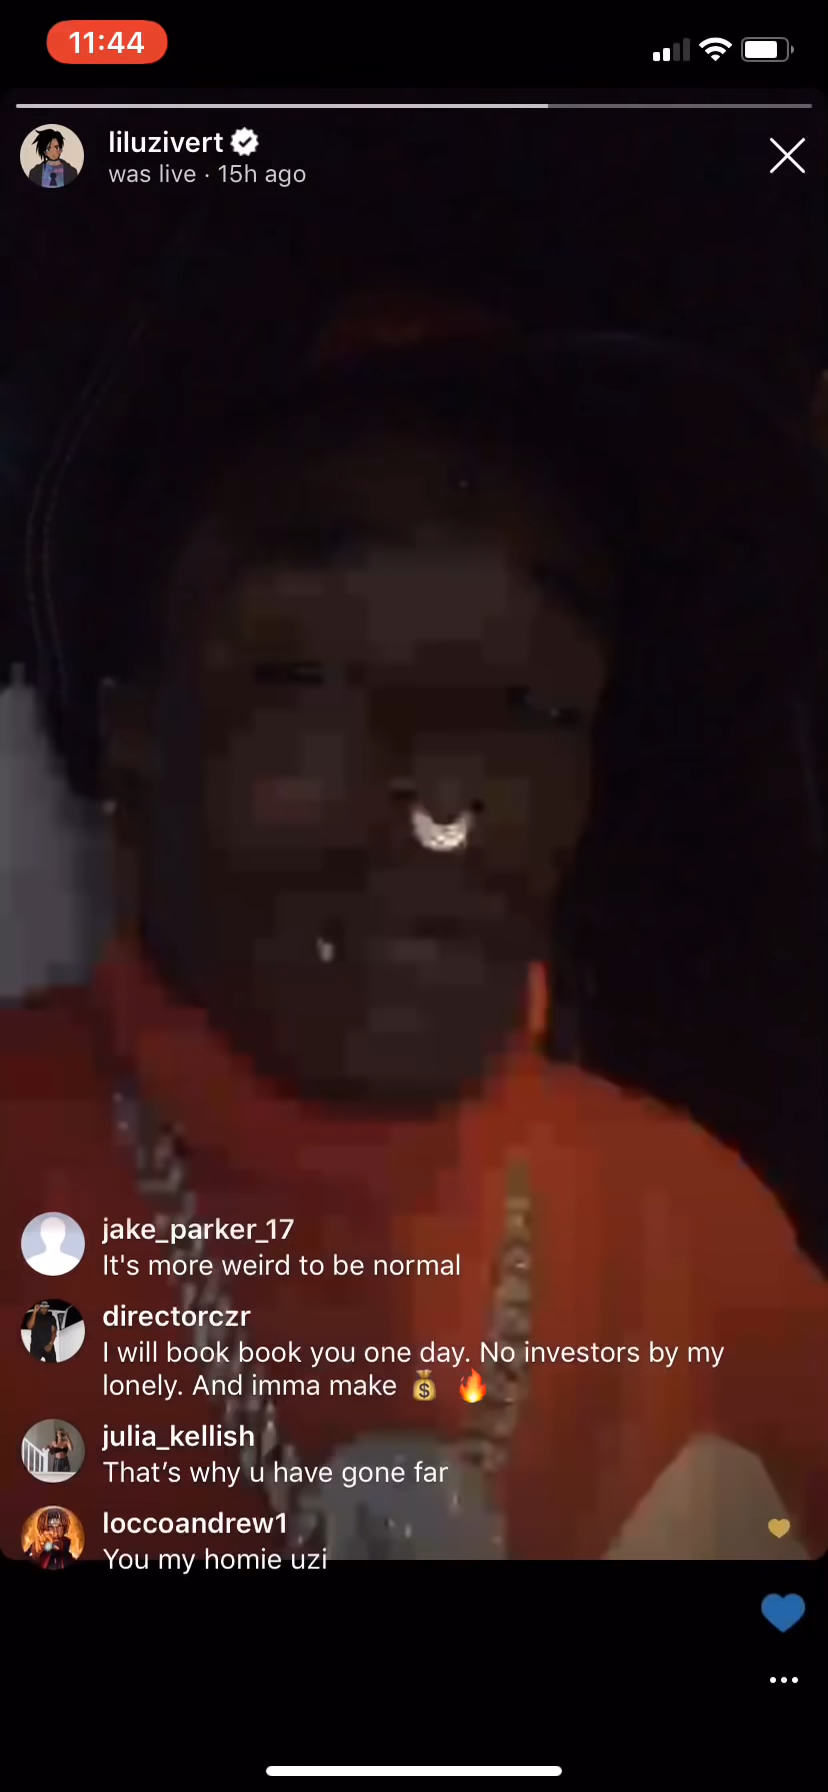 11:44
liluzivert
was live · 15h ago
jake_parker_17
It's more weird to be normal
directorczr
I will book book you one day. No investors by my
lonely. And imma make 💰 🔥
julia_kellish
That’s why u have gone far
loccoandrew1
You my homie uzi